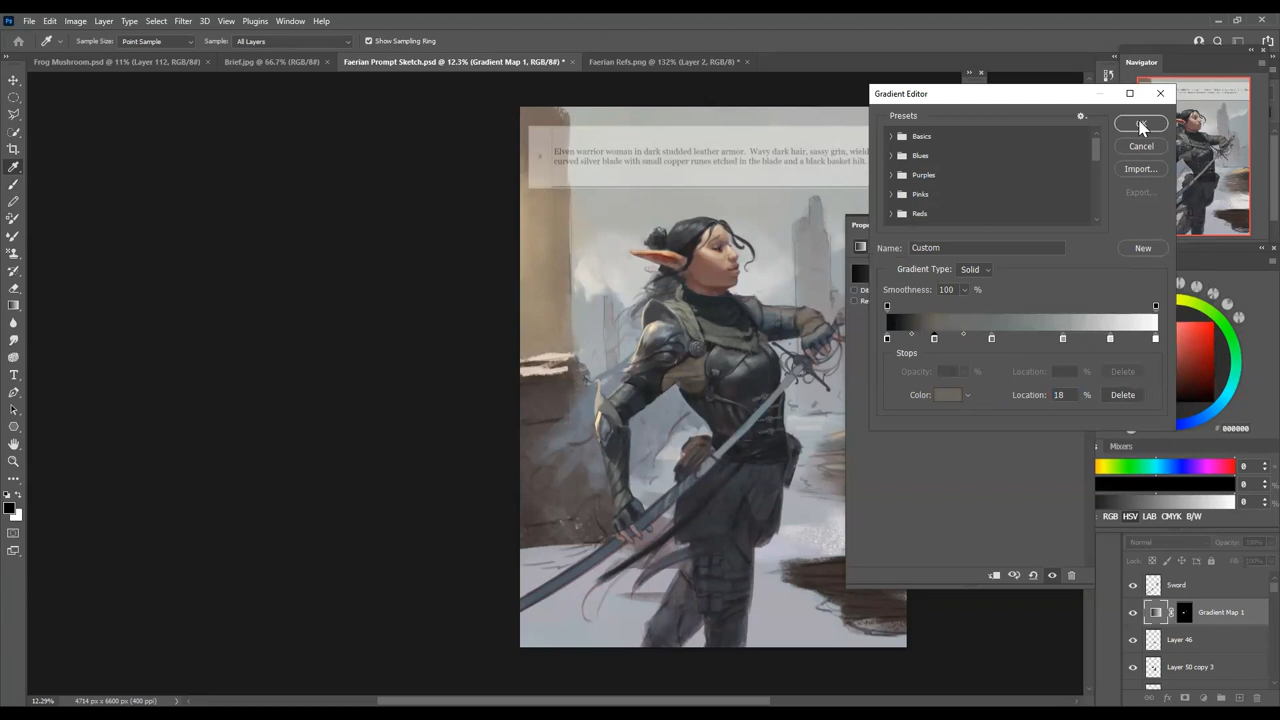 File Edit Image Layer Type Select Filter 3D View Plugins Window Help
Sample Size: Point Sample Sample: All Layers Show Sampling Ring
Frog Mushroom.psd @ 11% (Layer 112, RGB/8#) × Brief.jpg @ 66.7% (RGB/8#) × Faerian Prompt Sketch.psd @ 12.3% (Gradient Map 1, RGB/8#) * × Faerian Refs.png @ 132% (Layer 2, RGB/8) * ×
Navigator
Gradient Editor
Presets
Basics
Blues
Purples
Pinks
Reds
OK
Cancel
Import...
Export...
Elven warrior woman in dark studded leather armor. Wavy dark hair, sassy grin, wield
curved silver blade with small copper runes etched in the blade and a black basket hilt.
Name: Custom New
Gradient Type: Solid
Smoothness: 100 %
Stops
Opacity: % Location: % Delete
Color: Location: 18 % Delete
# 000000
Mixers
0
0
0 %
RGB HSV LAB CMYK B/W
Normal Opacity: 100%
Lock:
Sword
Gradient Map 1
Layer 46
Layer 50 copy 3
12.29% 4714 px x 6600 px (400 ppi)